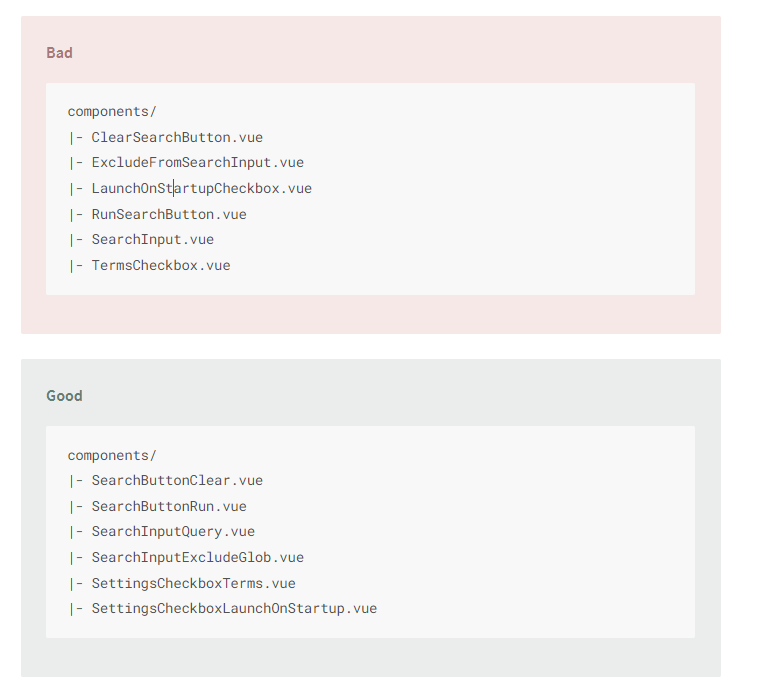 Bad
components/
|- ClearSearchButton.vue
|- ExcludeFromSearchInput.vue
|- LaunchOnStartupCheckbox.vue
|- RunSearchButton.vue
|- SearchInput.vue
|- TermsCheckbox.vue
Good
components/
|- SearchButtonClear.vue
|- SearchButtonRun.vue
|- SearchInputQuery.vue
|- SearchInputExcludeGlob.vue
|- SettingsCheckboxTerms.vue
|- SettingsCheckboxLaunchOnStartup.vue